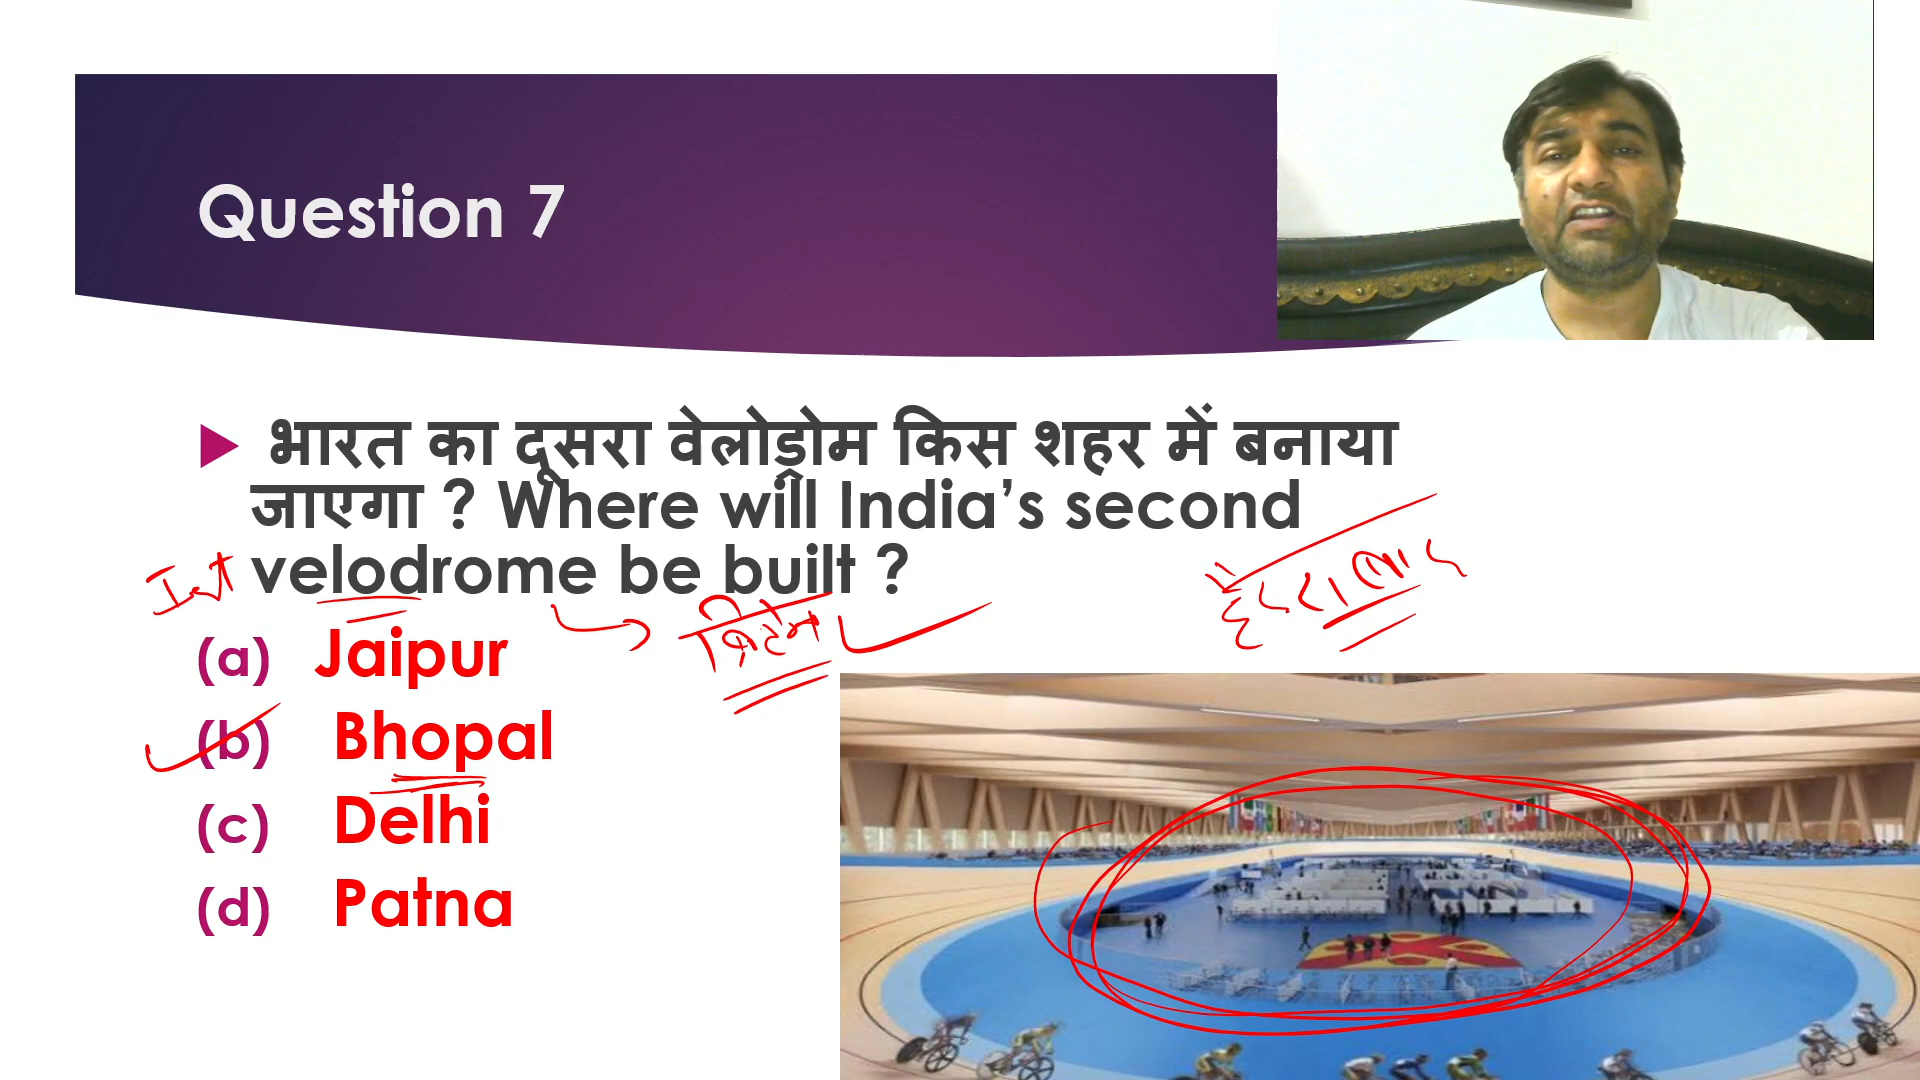 Question 7
भारत का दूसरा वेलोड्रोम किस शहर में बनाया
जाएगा ? Where will India’s second
velodrome be built ?
(a) Jaipur
(b) Bhopal
(c) Delhi
(d) Patna